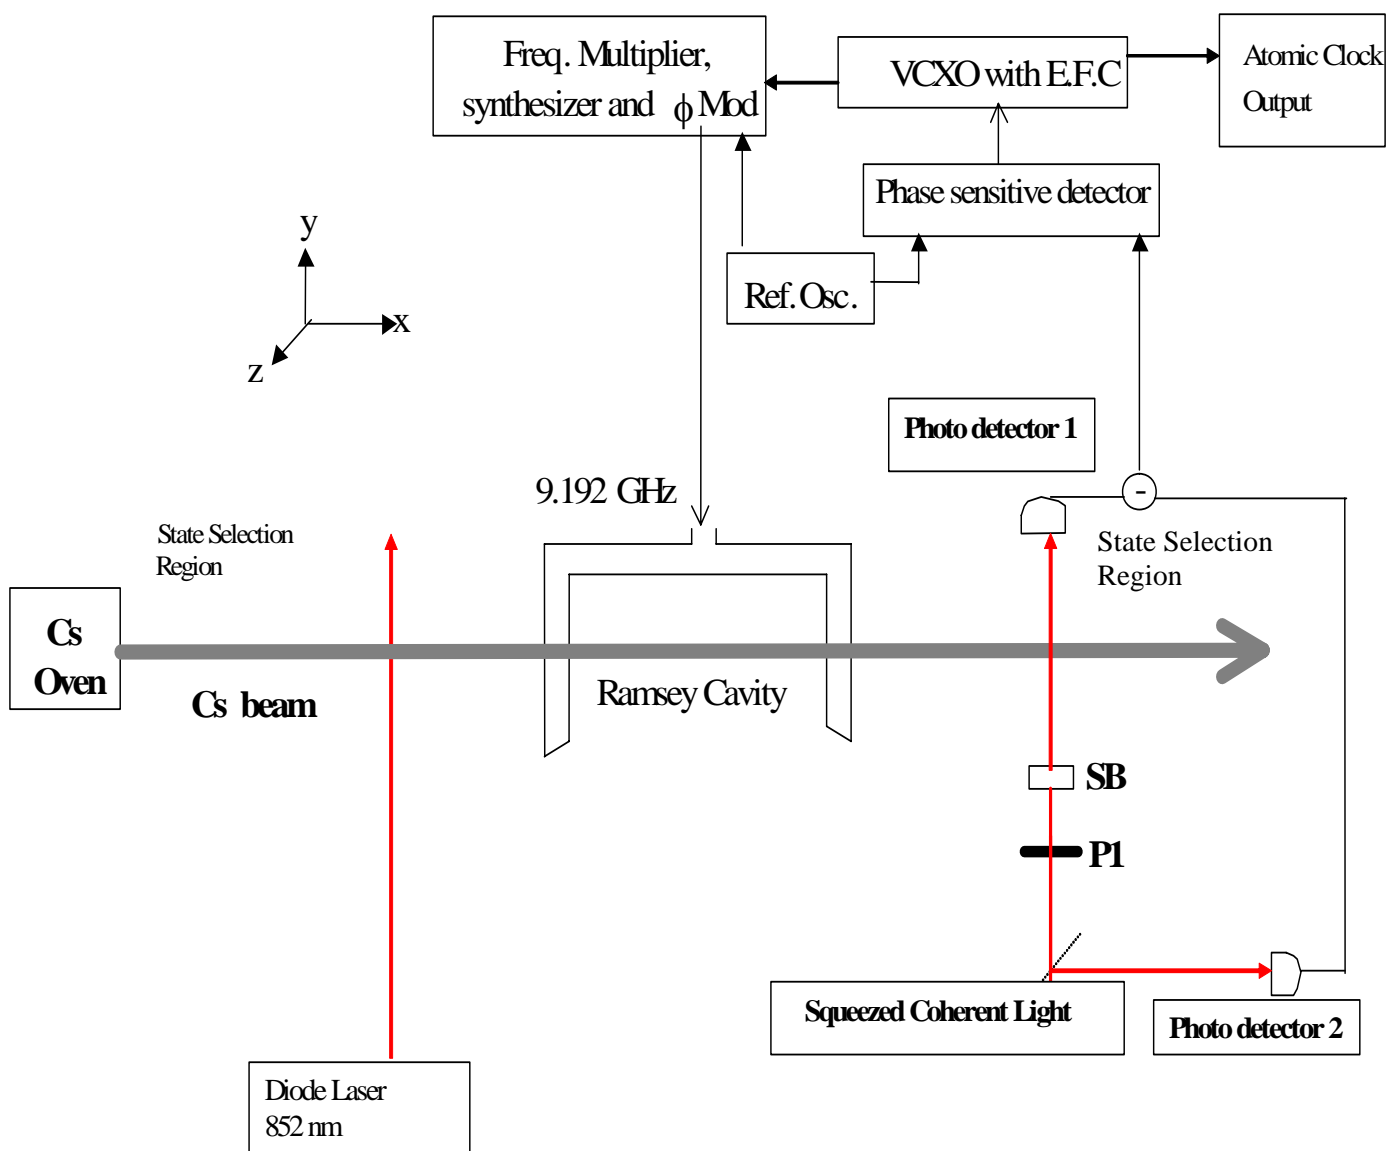 Freq. Multiplier,
synthesizer and ϕ Mod
VCXO with E.F.C
Atomic Clock
Output
Phase sensitive detector
y
x
z
Ref. Osc.
Photo detector 1
9.192 GHz
-
State Selection
Region
State Selection
Region
Cs
Oven
Cs beam
Ramsey Cavity
SB
P1
Squeezed Coherent Light
Photo detector 2
Diode Laser
852 nm